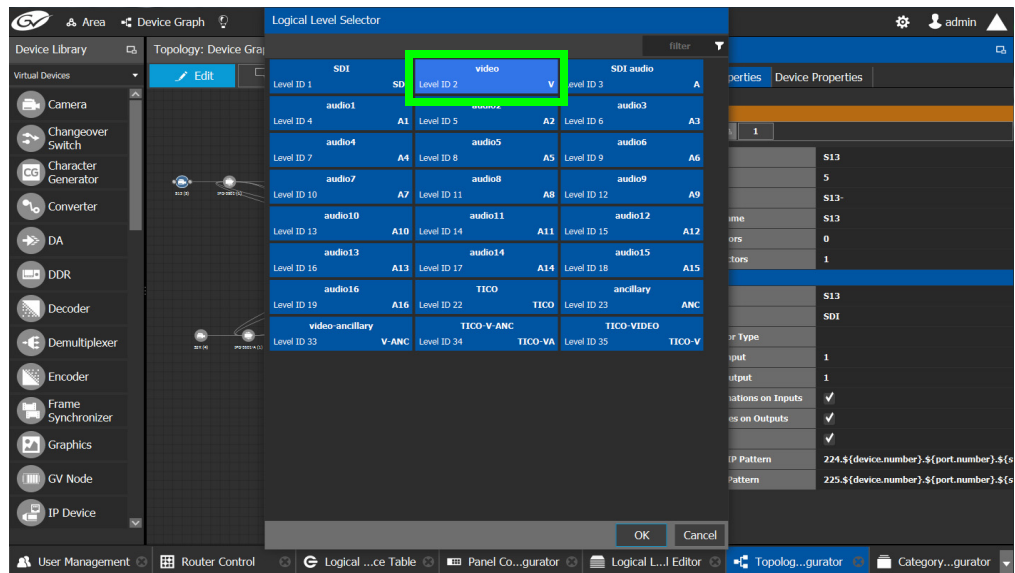 GV Area Device Graph
Logical Level Selector
admin
Device Library
Topology: Device Gra
filter
Virtual Devices
Edit
perties Device Properties
SDI
Level ID 1 SD
video
Level ID 2 V
SDI audio
Level ID 3 A
audio1
Level ID 4 A1
audio2
Level ID 5 A2
audio3
Level ID 6 A3
audio4
Level ID 7 A4
audio5
Level ID 8 A5
audio6
Level ID 9 A6
audio7
Level ID 10 A7
audio8
Level ID 11 A8
audio9
Level ID 12 A9
audio10
Level ID 13 A10
audio11
Level ID 14 A11
audio12
Level ID 15 A12
audio13
Level ID 16 A13
audio14
Level ID 17 A14
audio15
Level ID 18 A15
audio16
Level ID 19 A16
TICO
Level ID 22 TICO
ancillary
Level ID 23 ANC
video-ancillary
Level ID 33 V-ANC
TICO-V-ANC
Level ID 34 TICO-VA
TICO-VIDEO
Level ID 35 TICO-V
OK Cancel
Camera
Changeover
Switch
CG
Character
Generator
Converter
DA
DDR
Decoder
Demultiplexer
Encoder
Frame
Synchronizer
Graphics
GV Node
IP Device
1
S13
5
S13-
ame S13
ors 0
ctors 1
S13
SDI
or Type
nput 1
utput 1
nations on Inputs
es on Outputs
IP Pattern 224.${device.number}.${port.number}.${s
Pattern 225.${device.number}.${port.number}.${s
User Management
Router Control
Logical ...ce Table
Panel Co...gurator
Logical L...l Editor
Topolog...gurator
Category...gurator